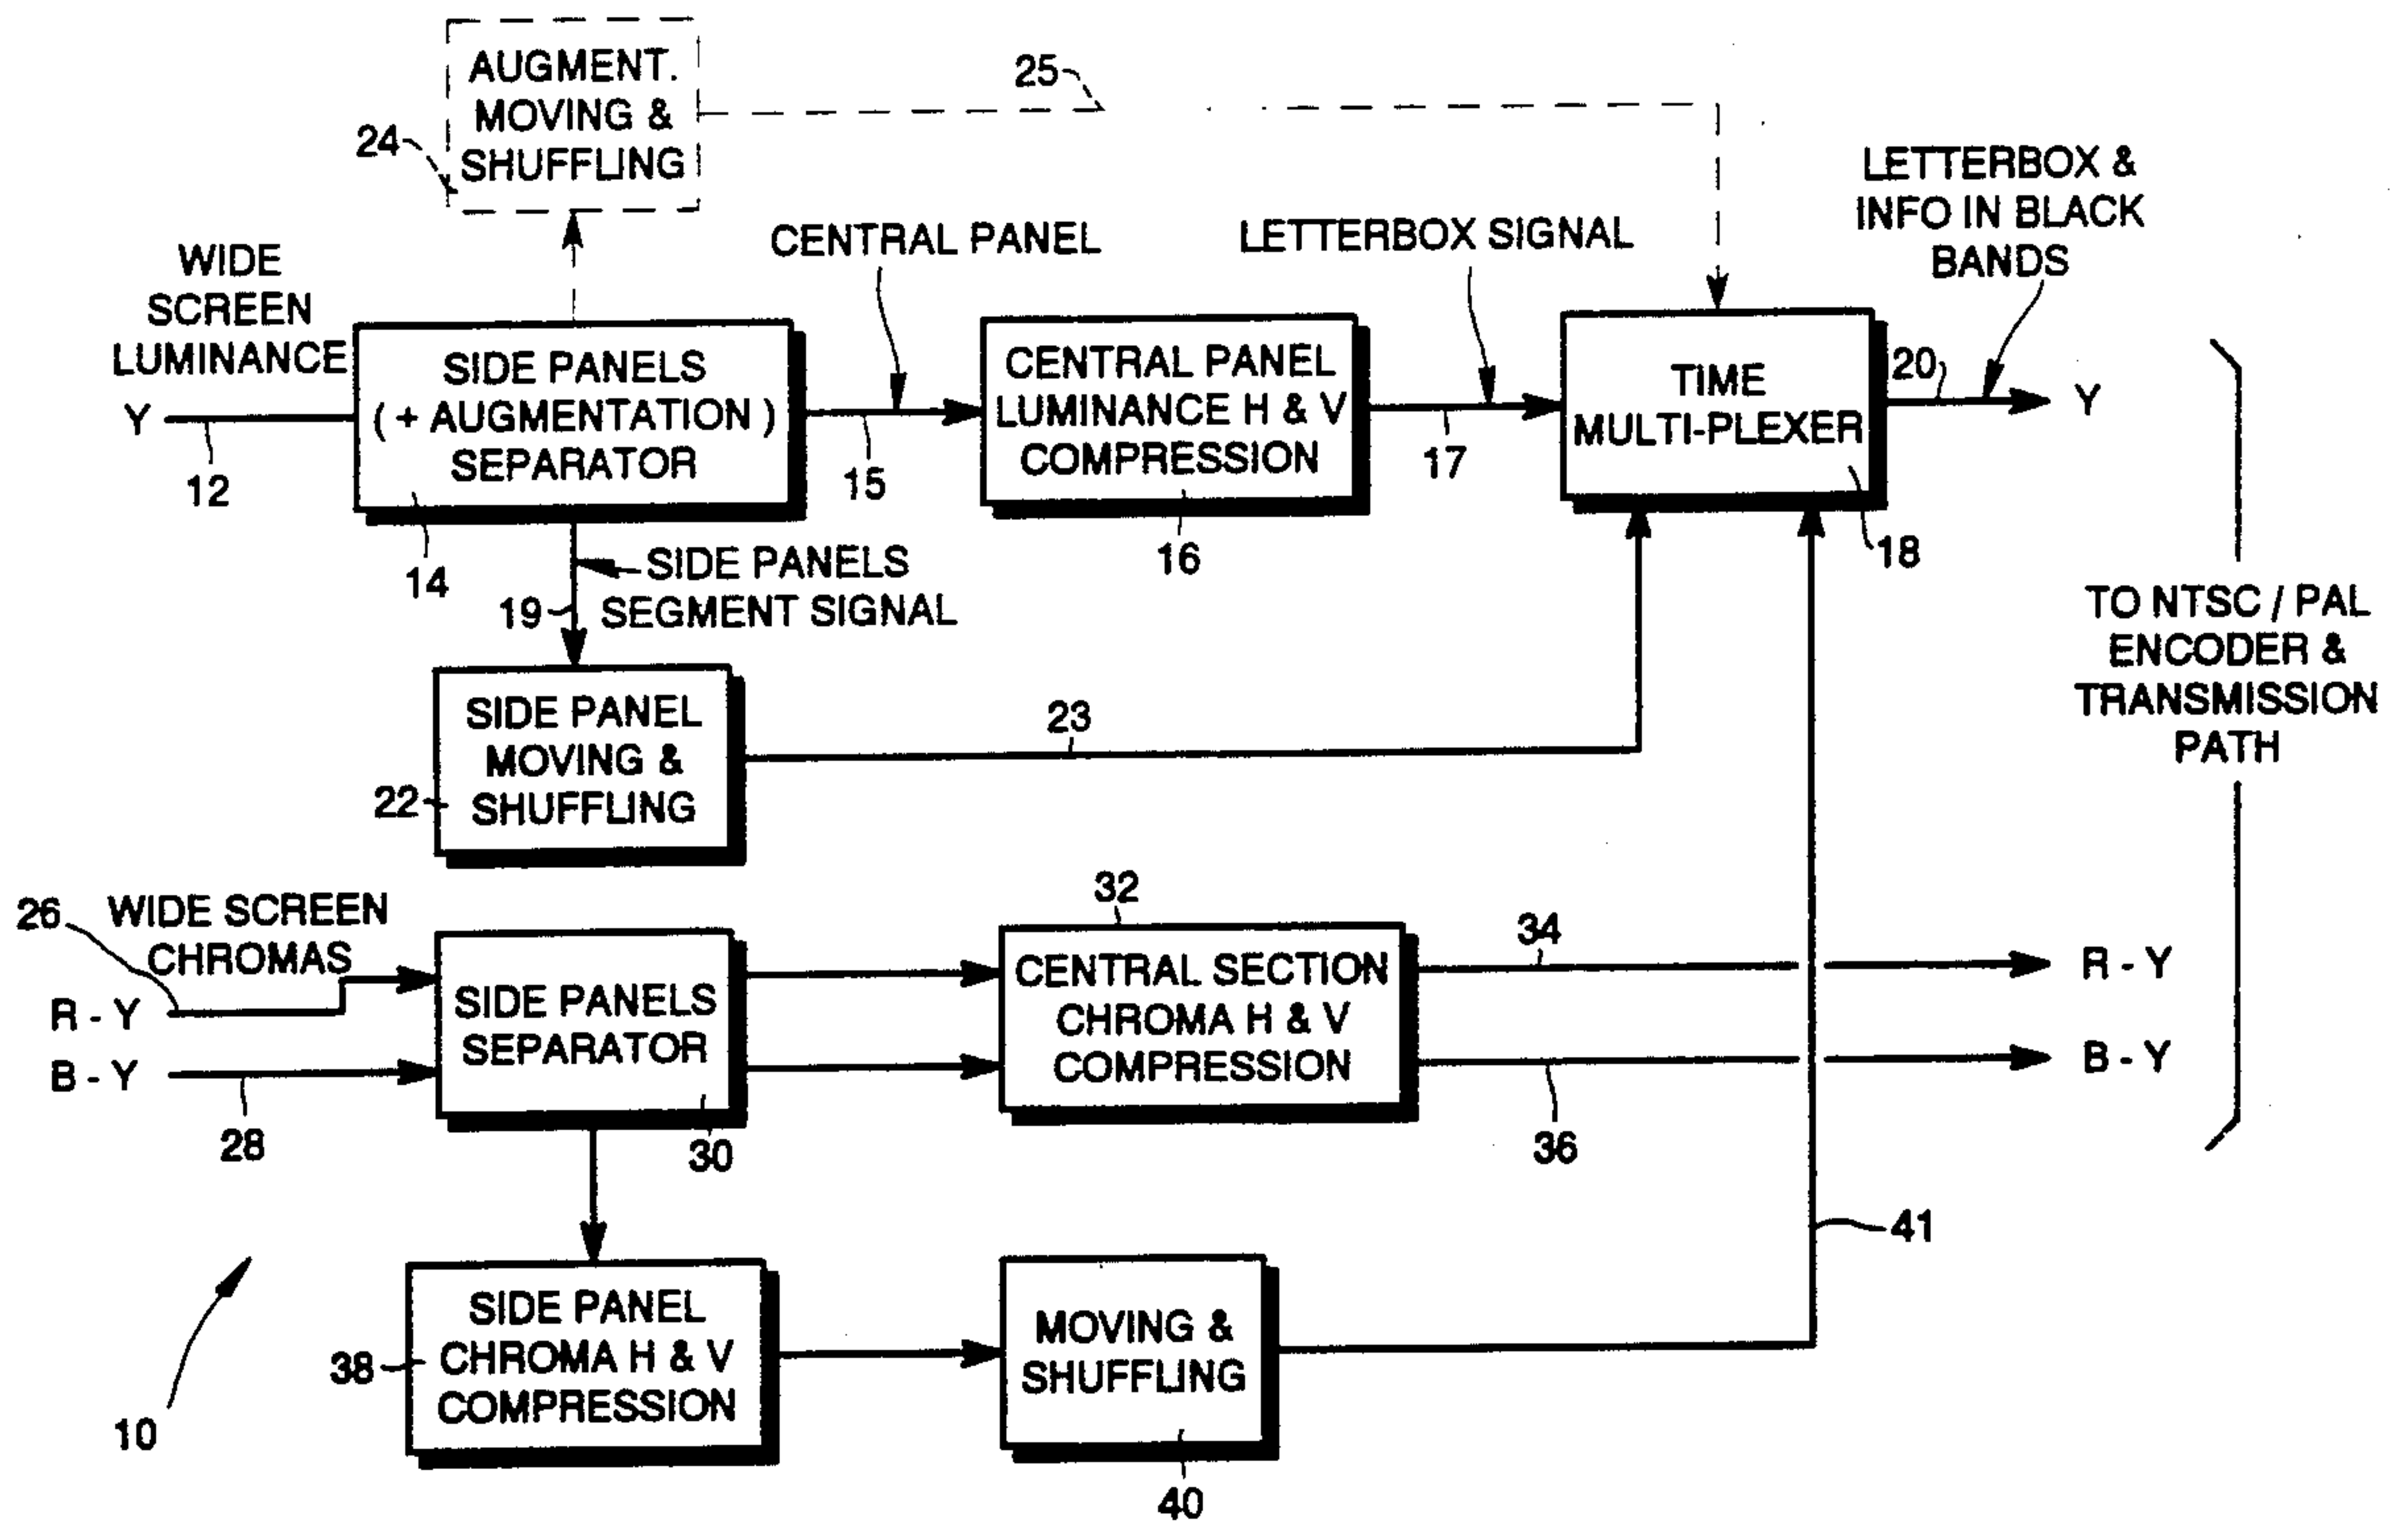 AUGMENT.
MOVING &
SHUFFLING
24
25
LETTERBOX &
INFO IN BLACK
BANDS
WIDE
SCREEN
LUMINANCE
Y
12
SIDE PANELS
( + AUGMENTATION )
SEPARATOR
14
CENTRAL PANEL
15
CENTRAL PANEL
LUMINANCE H & V
COMPRESSION
16
LETTERBOX SIGNAL
17
TIME
MULTI-PLEXER
18
20
Y
SIDE PANELS
SEGMENT SIGNAL
19
SIDE PANEL
MOVING &
SHUFFLING
22
23
TO NTSC / PAL
ENCODER &
TRANSMISSION
PATH
26
WIDE SCREEN
CHROMAS
R - Y
B - Y
28
SIDE PANELS
SEPARATOR
30
32
CENTRAL SECTION
CHROMA H & V
COMPRESSION
34
R - Y
36
B - Y
10
SIDE PANEL
CHROMA H & V
COMPRESSION
38
MOVING &
SHUFFLING
40
41